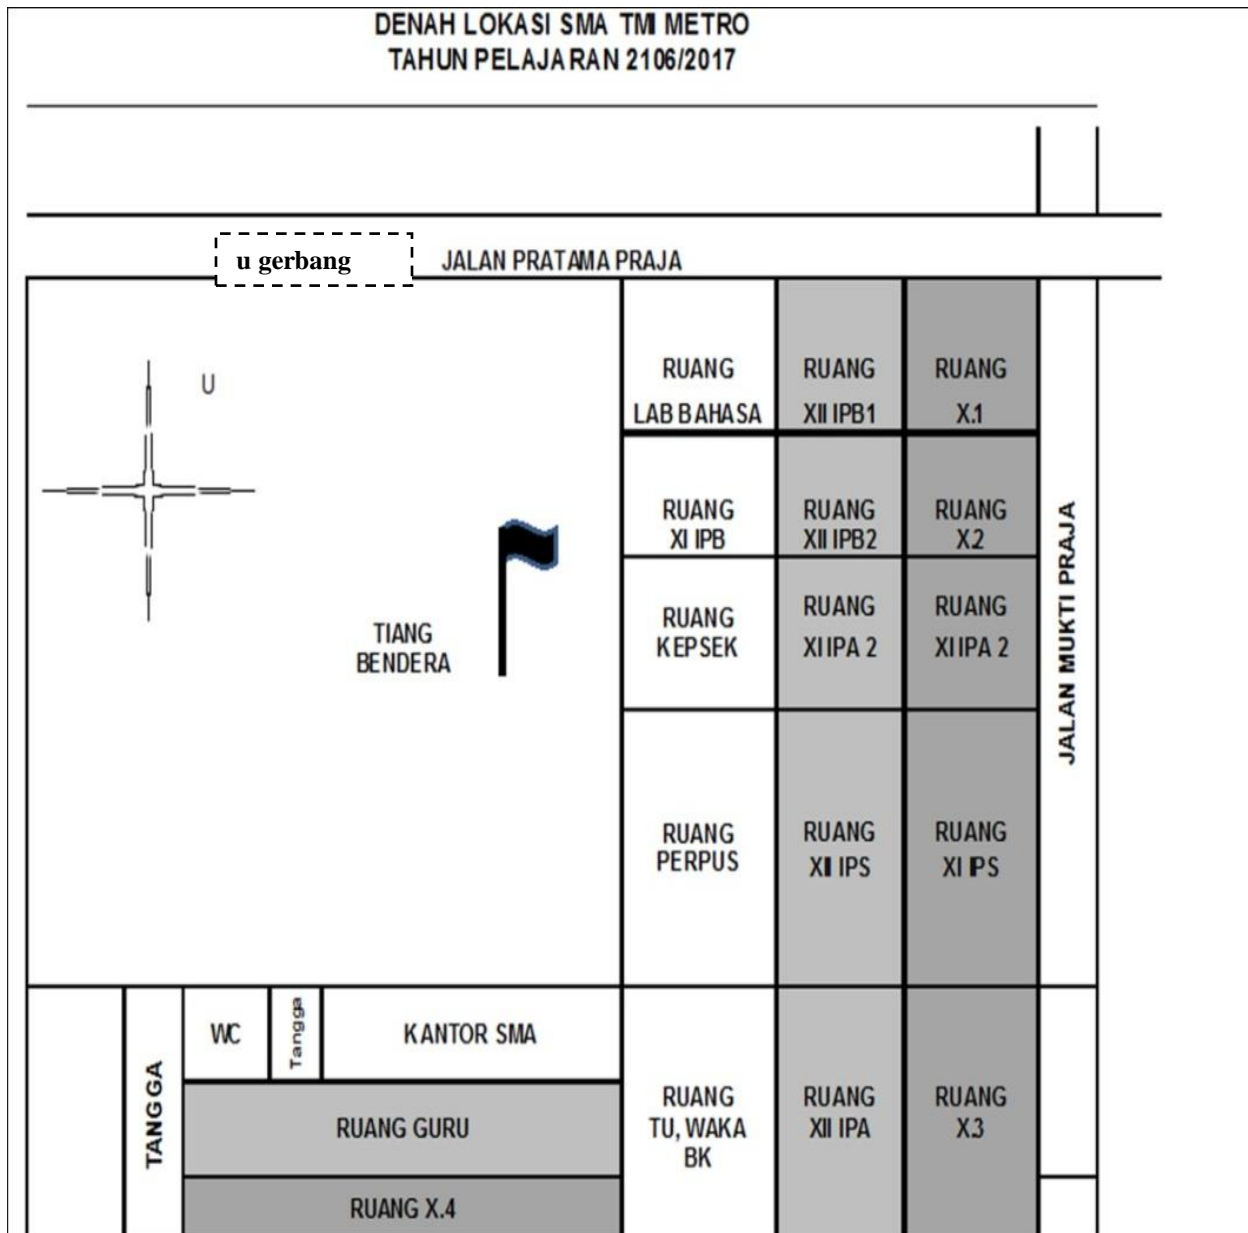 DENAH LOKASI SMA TMI METRO
TAHUN PELAJARAN 2106/2017
u gerbang
JALAN PRATAMA PRAJA
U
RUANG
LAB BAHASA
RUANG
XII IPB1
RUANG
X.1
RUANG
XI IPB
RUANG
XII IPB2
RUANG
X.2
TIANG
BENDERA
RUANG
KEPSEK
RUANG
XI IPA 2
RUANG
XI IPA 2
JALAN MUKTI PRAJA
RUANG
PERPUS
RUANG
XII IPS
RUANG
XI IPS
TANGGA
WC
Tangga
KANTOR SMA
RUANG GURU
RUANG X.4
RUANG
TU, WAKA
BK
RUANG
XII IPA
RUANG
X.3